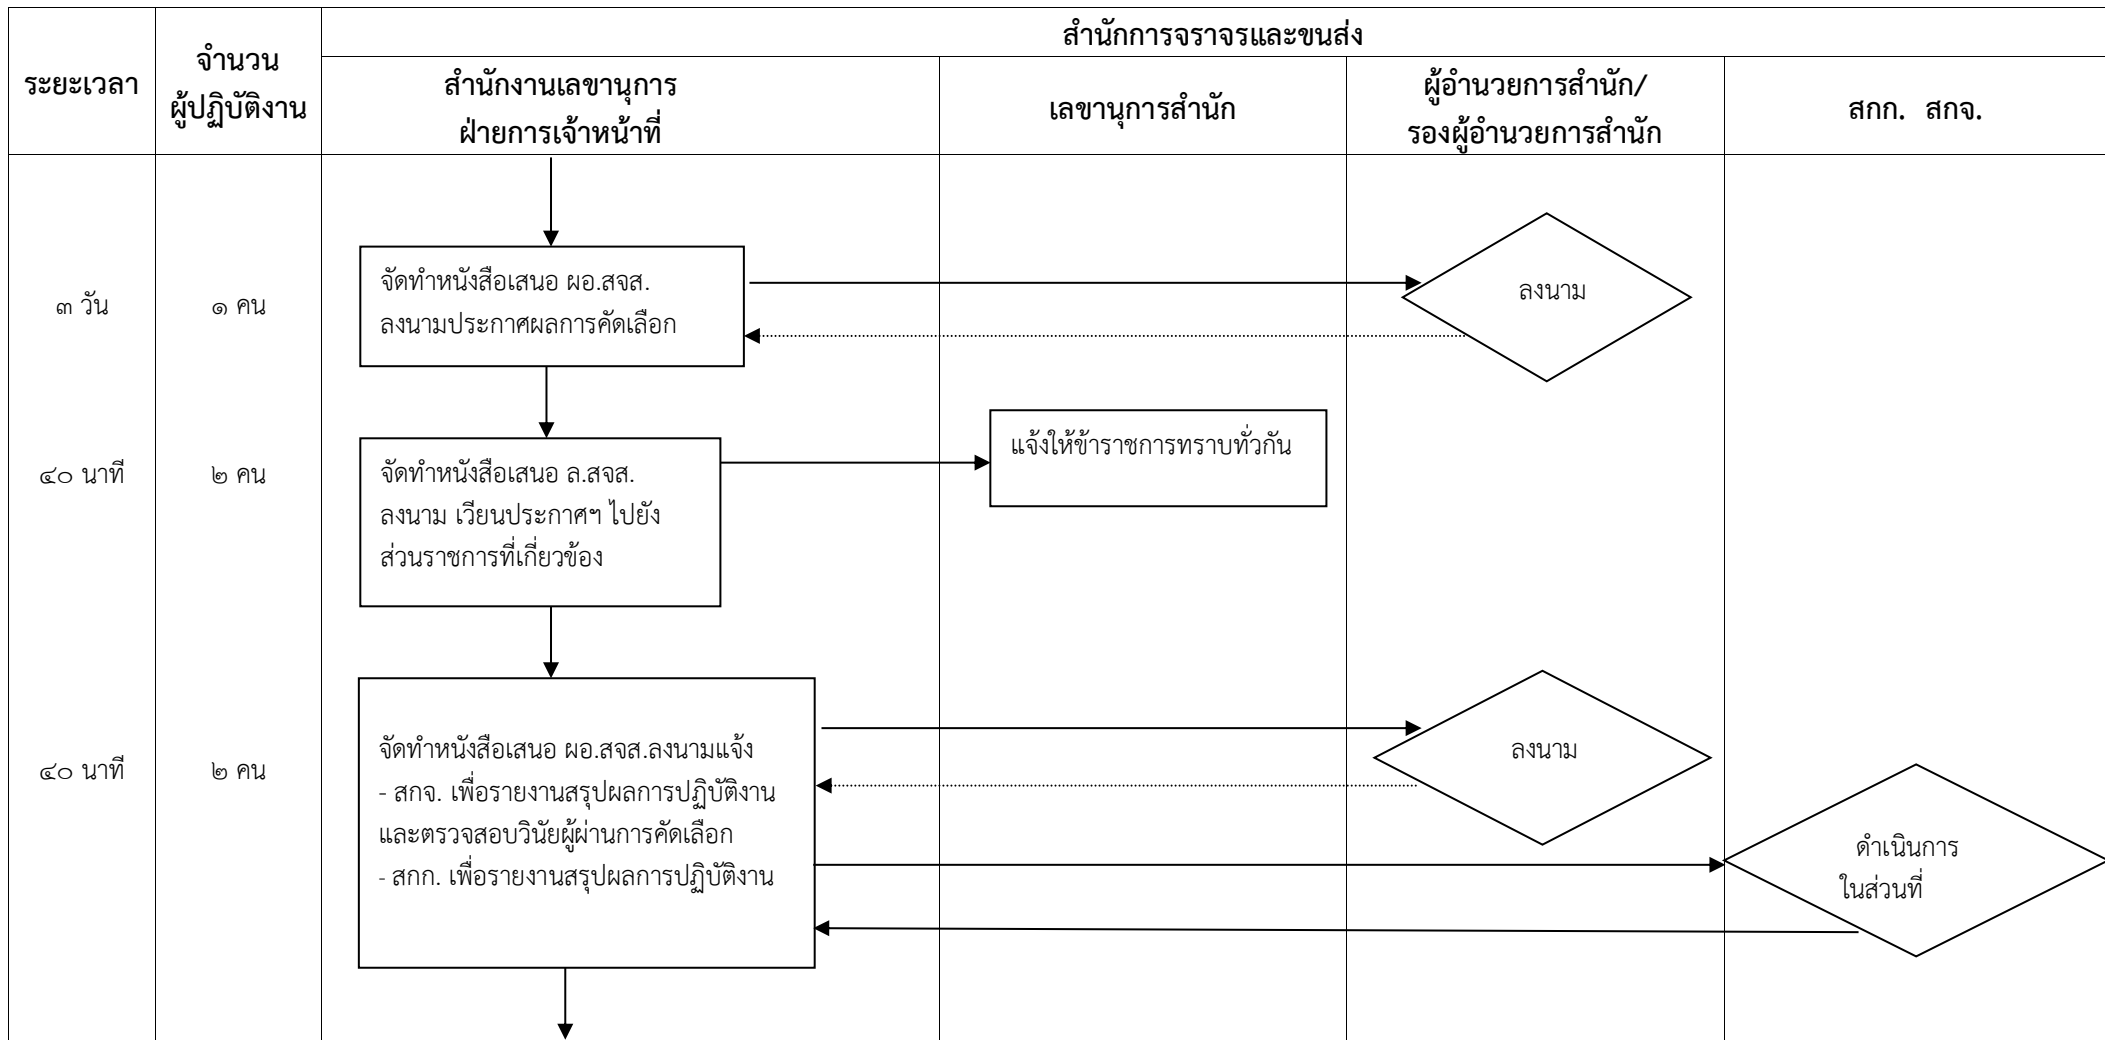 สำนักการจราจรและขนส่ง
ระยะเวลา
จำนวน
ผู้ปฏิบัติงาน
สำนักงานเลขานุการ
ฝ่ายการเจ้าหน้าที่
เลขานุการสำนัก
ผู้อำนวยการสำนัก/
รองผู้อำนวยการสำนัก
สกก. สกจ.
๓ วัน
๑ คน
จัดทำหนังสือเสนอ ผอ.สจส.
ลงนามประกาศผลการคัดเลือก
ลงนาม
๔๐ นาที
๒ คน
จัดทำหนังสือเสนอ ล.สจส.
ลงนาม เวียนประกาศฯ ไปยัง
ส่วนราชการที่เกี่ยวข้อง
แจ้งให้ข้าราชการทราบทั่วกัน
๔๐ นาที
๒ คน
จัดทำหนังสือเสนอ ผอ.สจส.ลงนามแจ้ง
- สกจ. เพื่อรายงานสรุปผลการปฏิบัติงาน
และตรวจสอบวินัยผู้ผ่านการคัดเลือก
- สกก. เพื่อรายงานสรุปผลการปฏิบัติงาน
ลงนาม
ดำเนินการ
ในส่วนที่